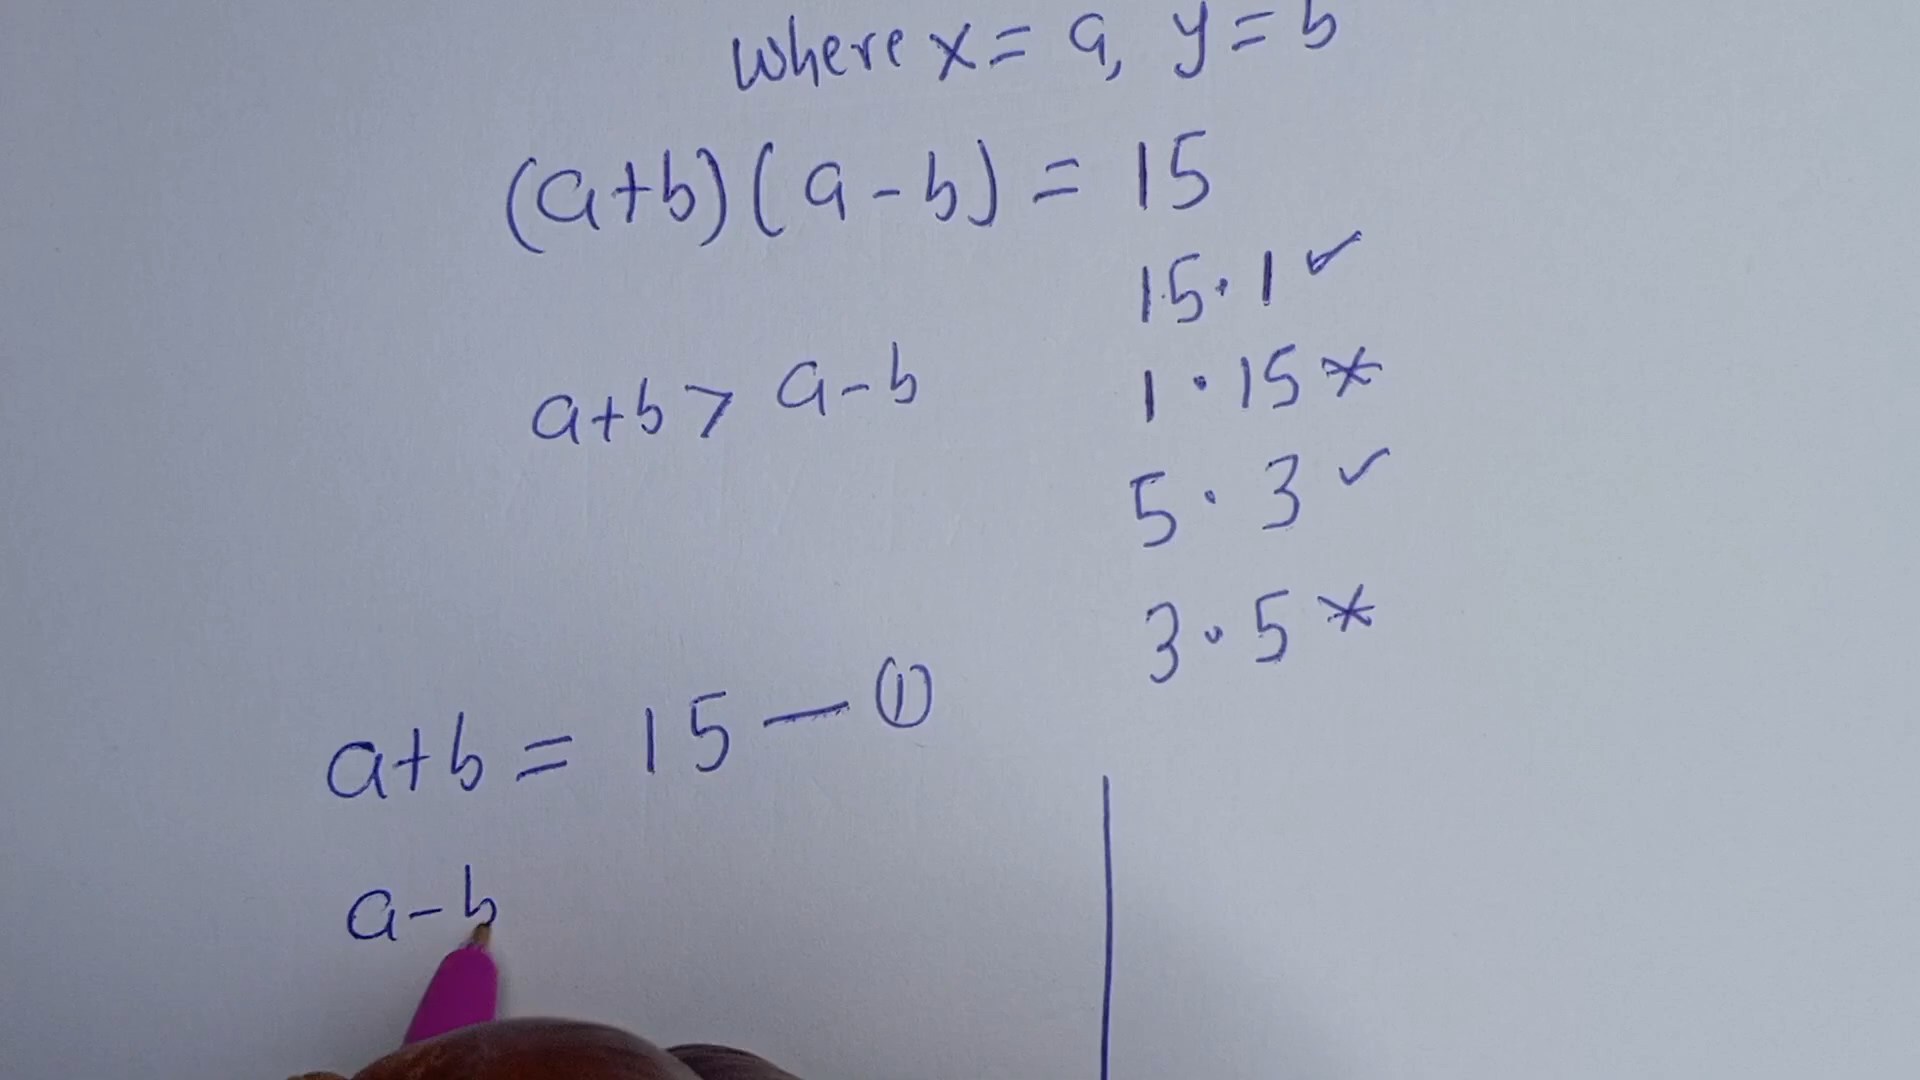 where x = a, y = b
(a+b)(a-b) = 15
15·1 ✓
a+b > a-b
1·15 ×
5·3 ✓
3·5 ×
a+b = 15 — ①
a-b